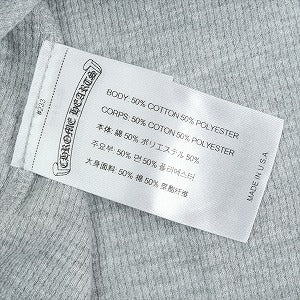 #233
CHROME HEARTS
BODY: 50% COTTON 50% POLYESTER
CORPS: 50% COTON 50% POLYESTER
本体: 綿 50% ポリエステル 50%
주요부: 50% 면 50% 폴리에스터
大身面料: 50% 棉 50% 聚酯纤维
MADE IN U.S.A.